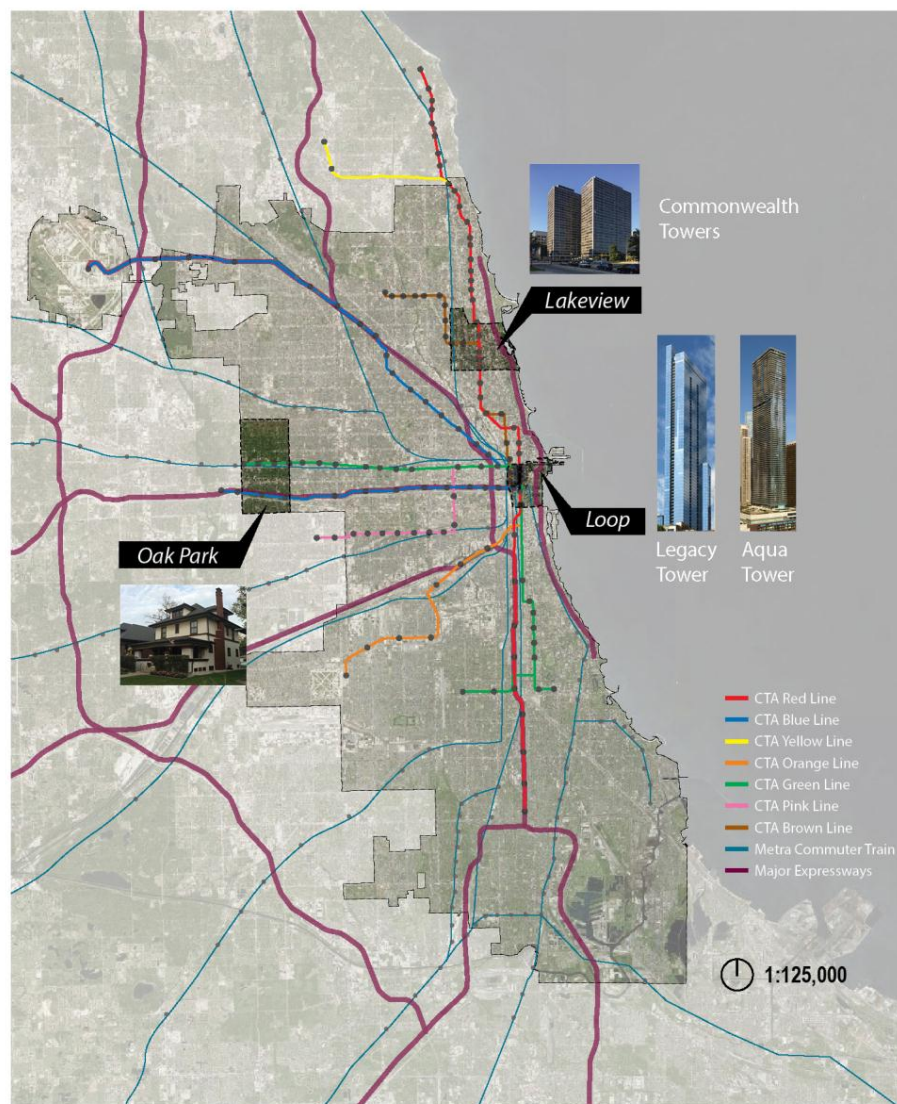 Commonwealth
Towers
Lakeview
Loop
Oak Park
Legacy
Tower
Aqua
Tower
CTA Red Line
CTA Blue Line
CTA Yellow Line
CTA Orange Line
CTA Green Line
CTA Pink Line
CTA Brown Line
Metra Commuter Train
Major Expressways
1:125,000